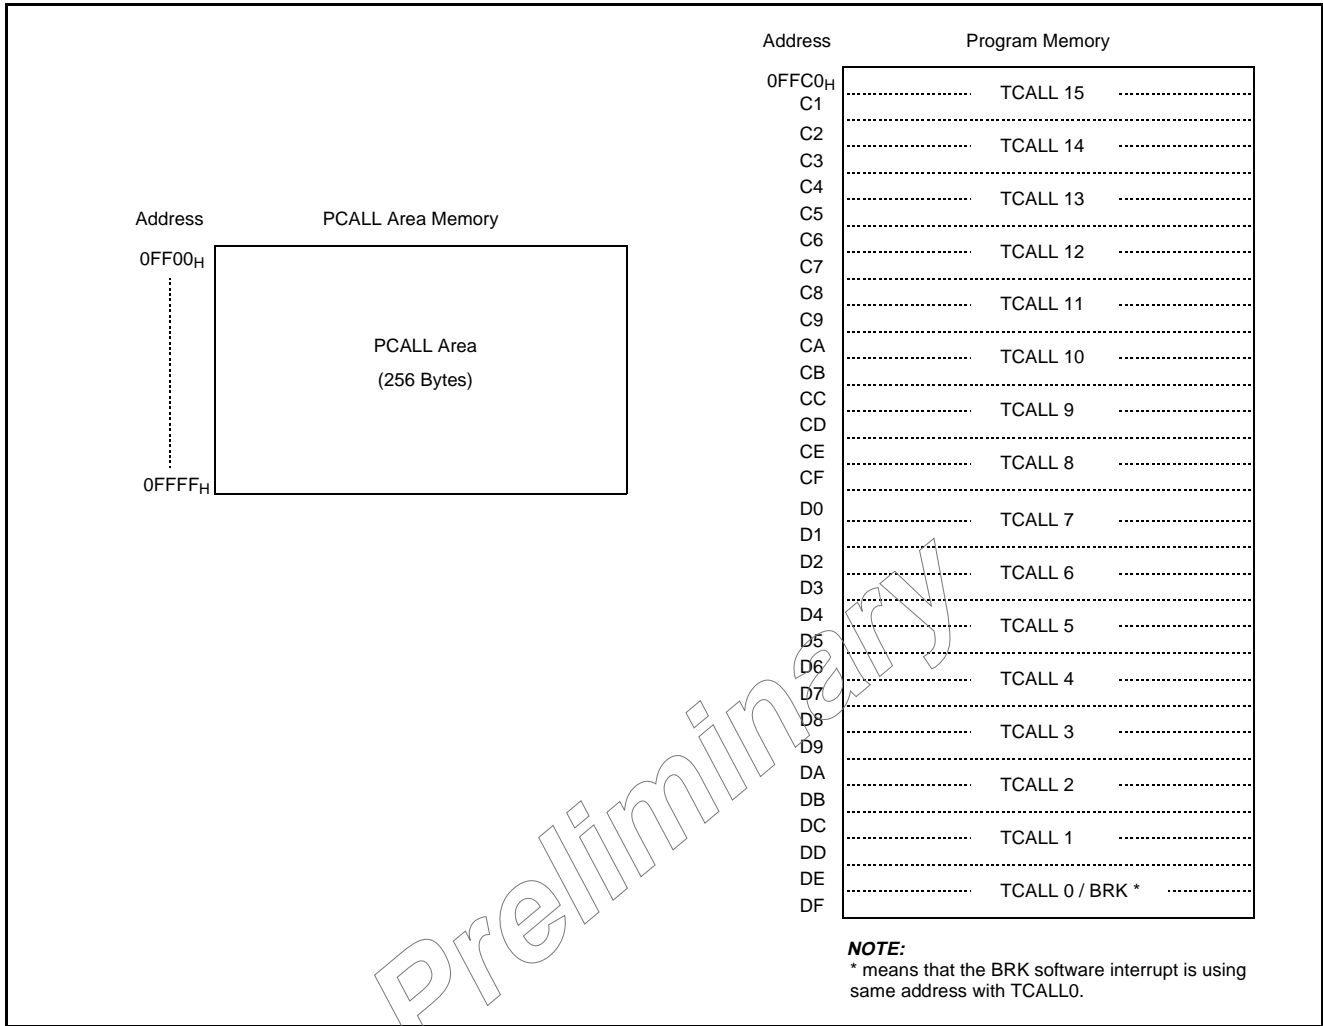 Address Program Memory
0FFC0H
C1
TCALL 15
C2
C3
TCALL 14
C4
C5
TCALL 13
C6
C7
TCALL 12
C8
C9
TCALL 11
CA
CB
TCALL 10
CC
CD
TCALL 9
CE
CF
TCALL 8
D0
D1
TCALL 7
D2
D3
TCALL 6
D4
D5
TCALL 5
D6
D7
TCALL 4
D8
D9
TCALL 3
DA
DB
TCALL 2
DC
DD
TCALL 1
DE
DF
TCALL 0 / BRK *
NOTE:
* means that the BRK software interrupt is using
same address with TCALL0.
Address PCALL Area Memory
0FF00H
PCALL Area
(256 Bytes)
0FFFFH
Preliminary